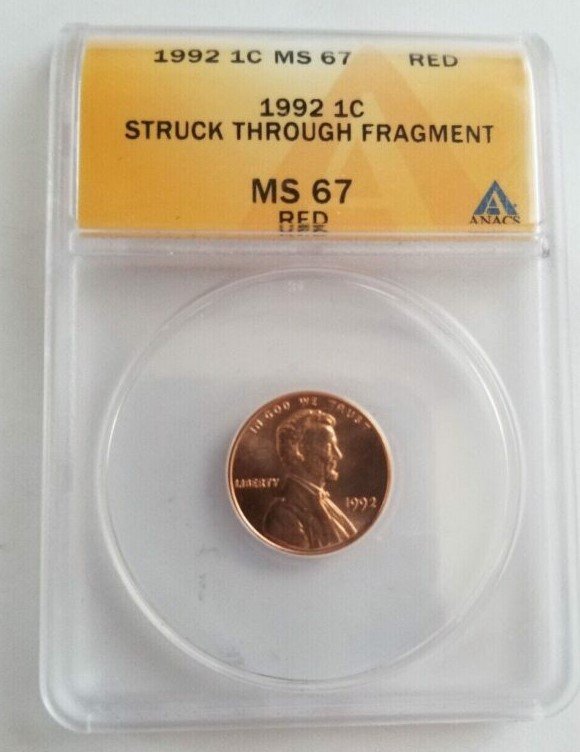 1992 1C MS 67 RED
1992 1C
STRUCK THROUGH FRAGMENT
MS 67
RED
ANACS
IN GOD WE TRUST
LIBERTY
1992